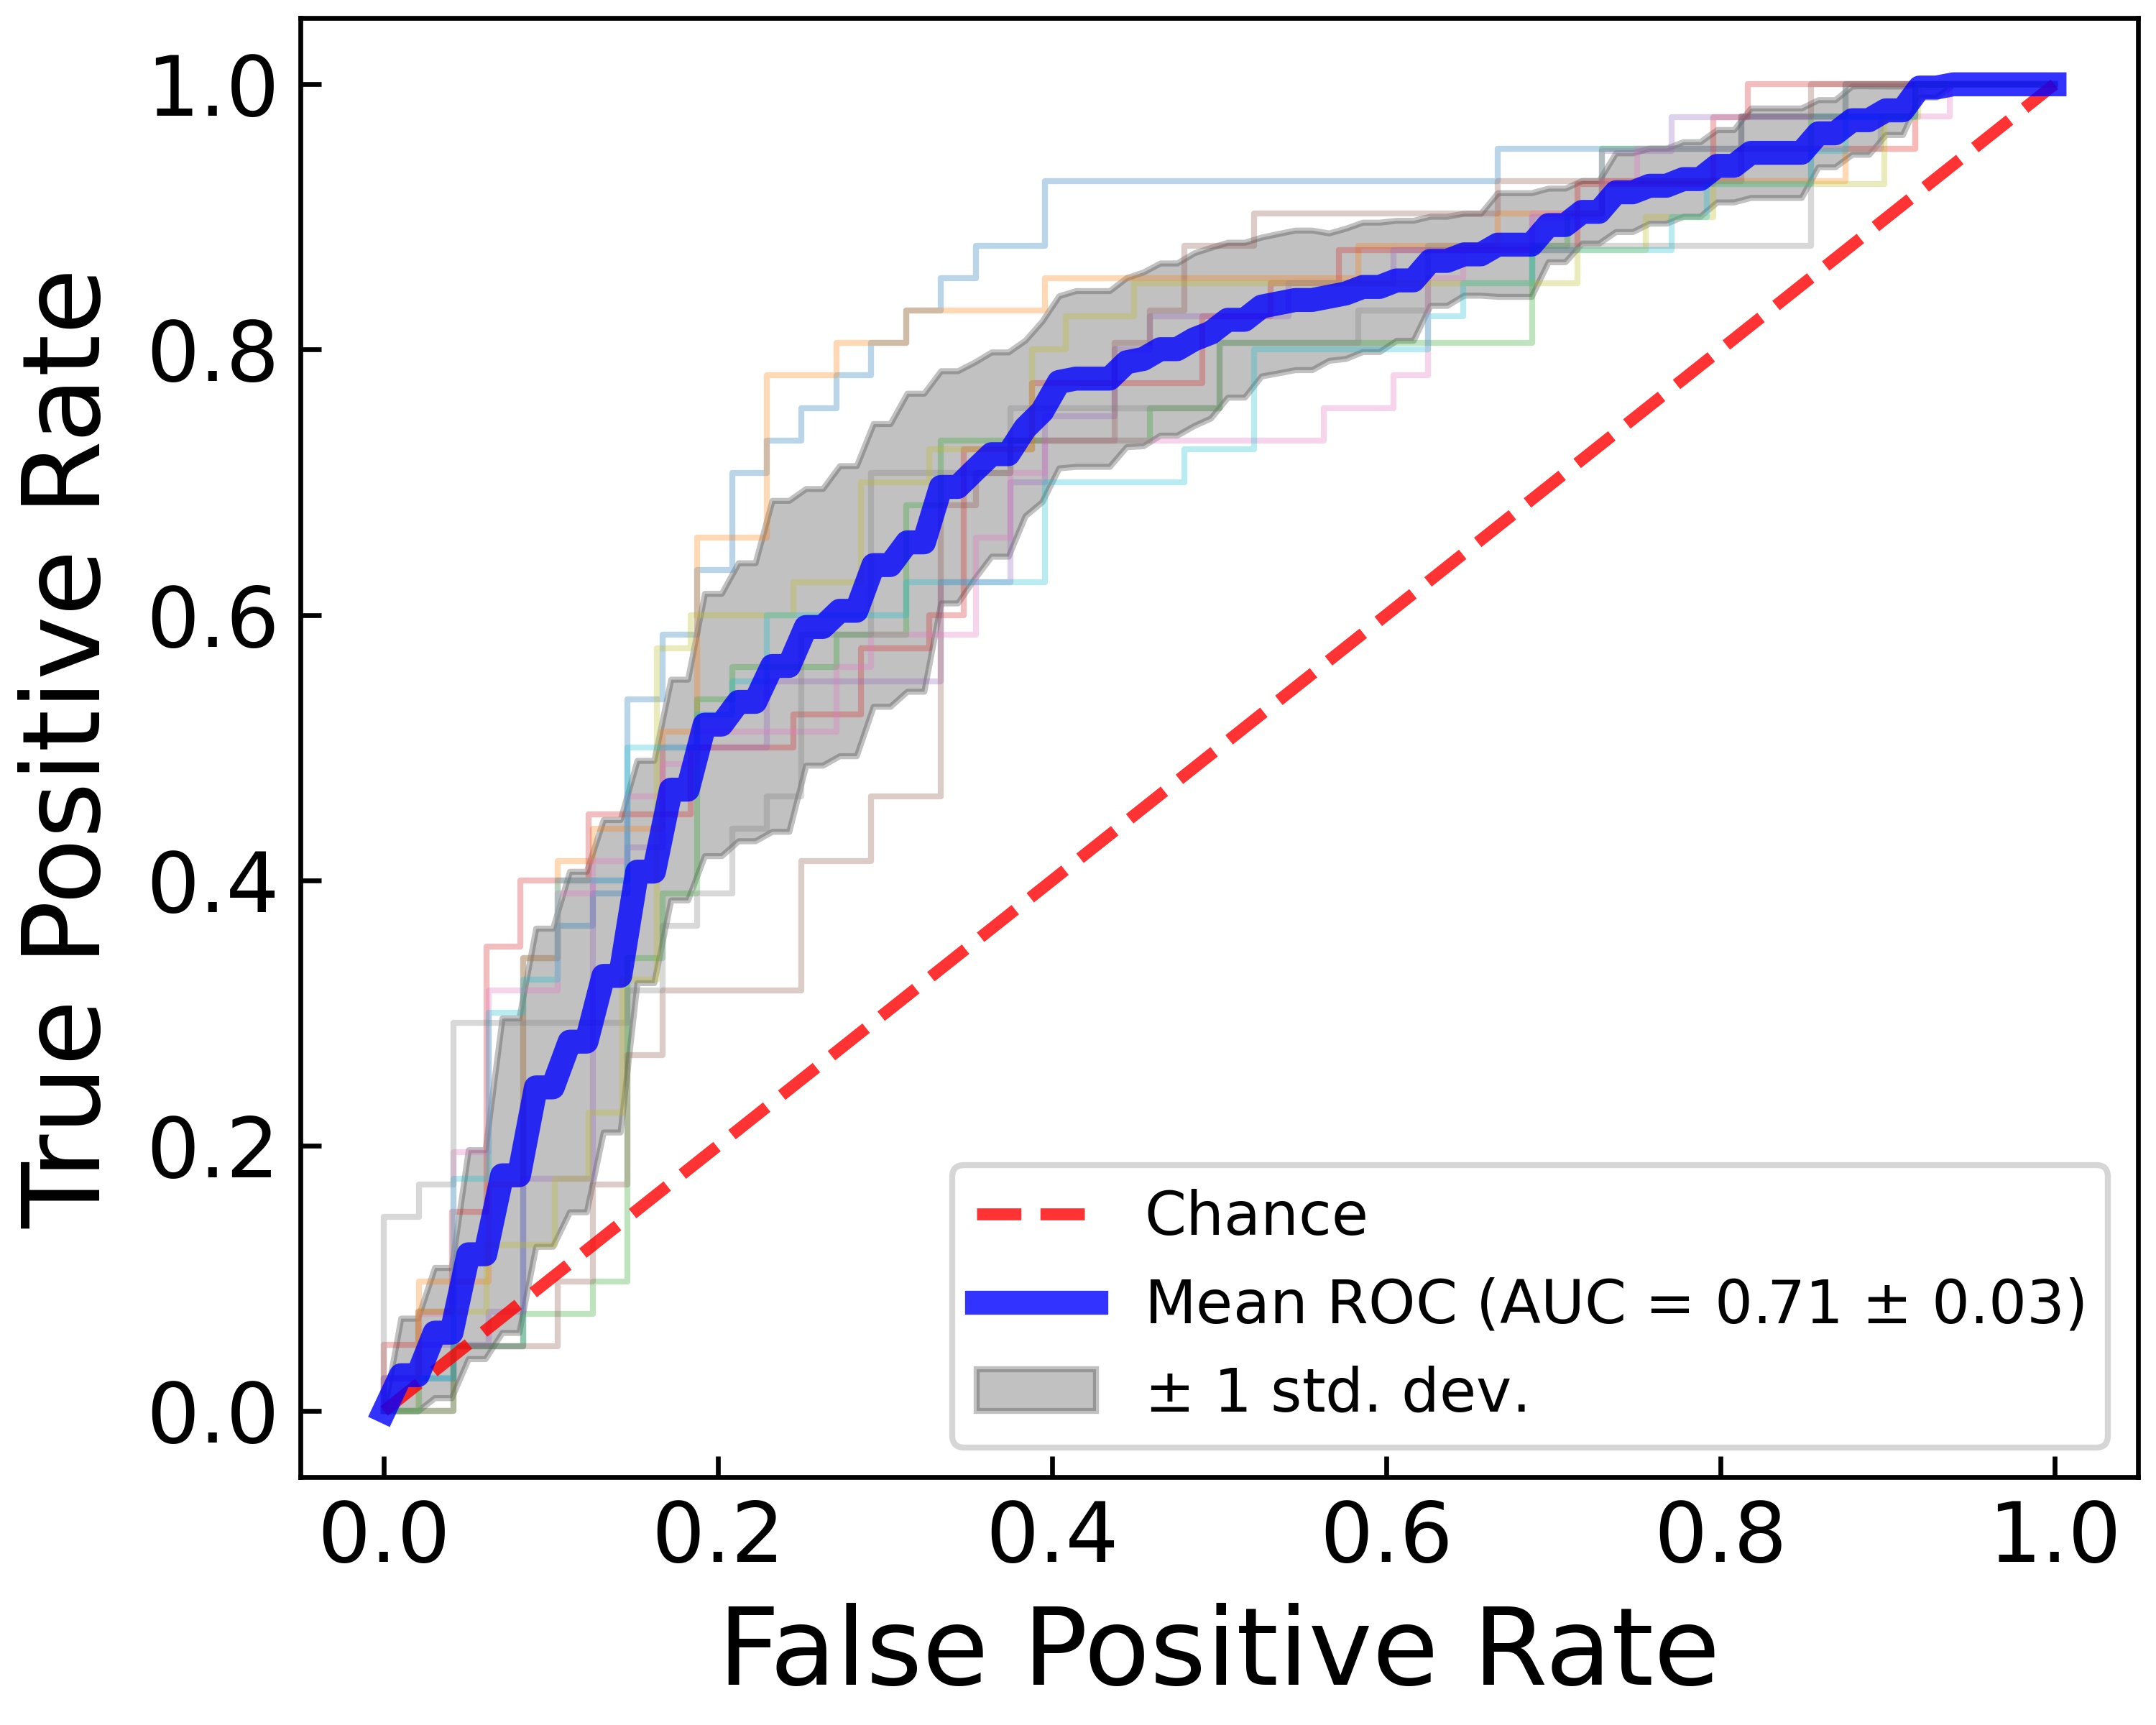 True Positive Rate
1.0
0.8
0.6
0.4
0.2
0.0
Chance
Mean ROC (AUC = 0.71 ± 0.03)
± 1 std. dev.
0.0 0.2 0.4 0.6 0.8 1.0
False Positive Rate